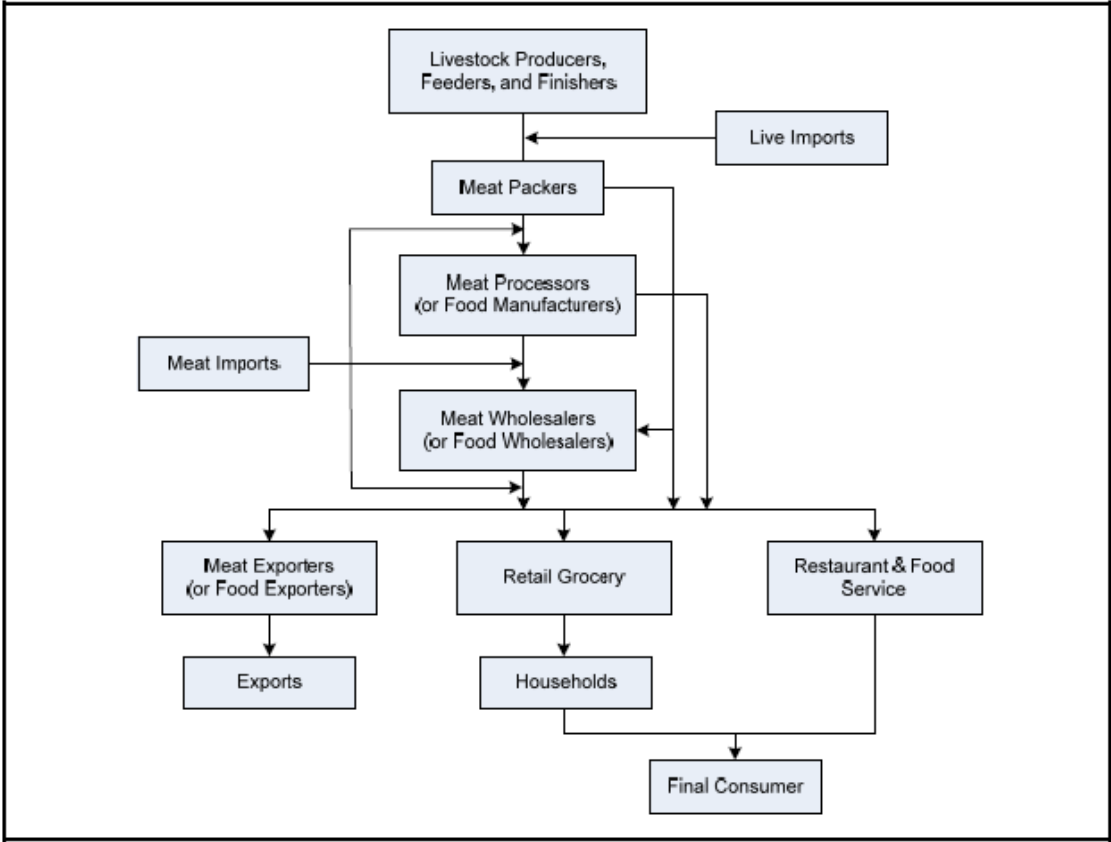 Livestock Producers,
Feeders, and Finishers
Live Imports
Meat Packers
Meat Processors
(or Food Manufacturers)
Meat Imports
Meat Wholesalers
(or Food Wholesalers)
Meat Exporters
(or Food Exporters)
Retail Grocery
Restaurant & Food
Service
Exports
Households
Final Consumer